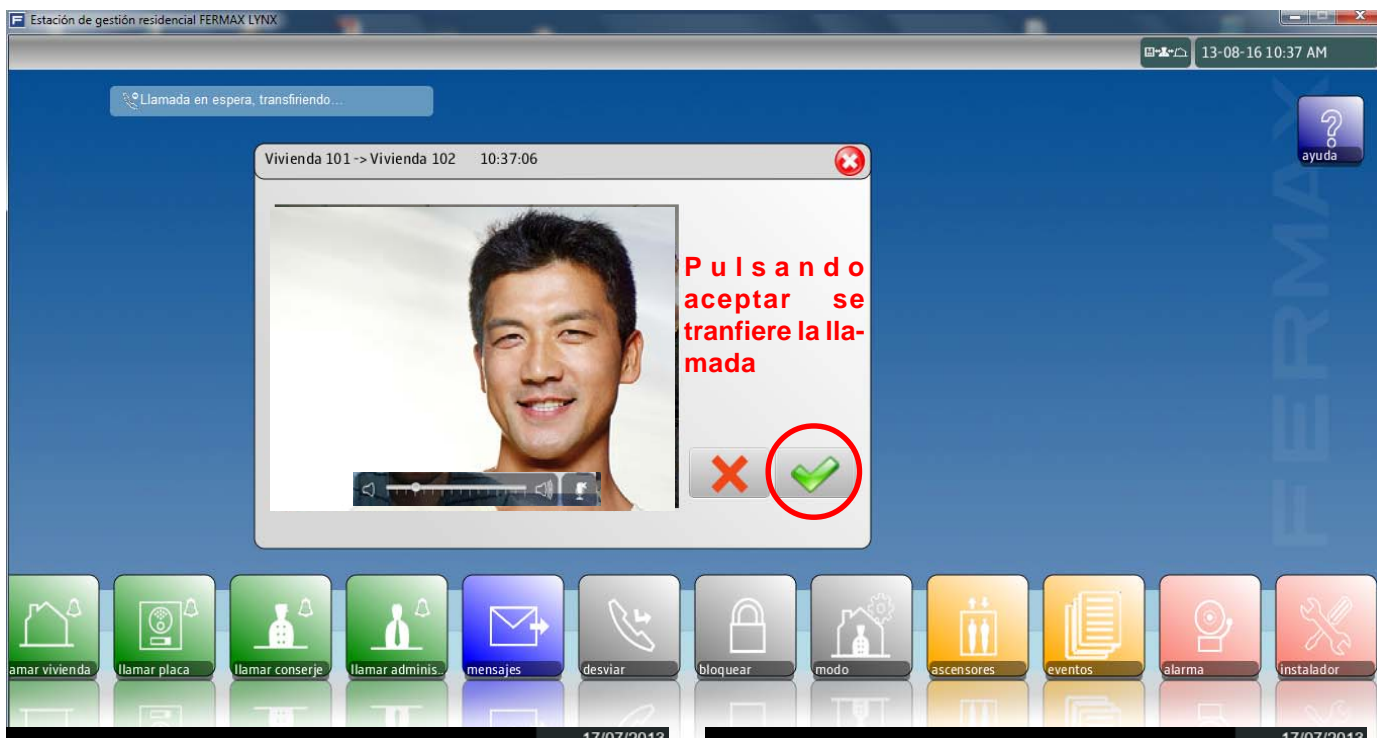 Estación de gestión residencial FERMAX LYNX
13-08-16 10:37 AM
Llamada en espera, transfiriendo...
ayuda
FERMAX
Vivienda 101 -> Vivienda 102 10:37:06
Pulsando
aceptar se
tranfiere la lla-
mada
amar vivienda
llamar placa
llamar conserje
llamar adminis...
mensajes
desviar
bloquear
modo
ascensores
eventos
alarma
instalador
17/07/2013
17/07/2013